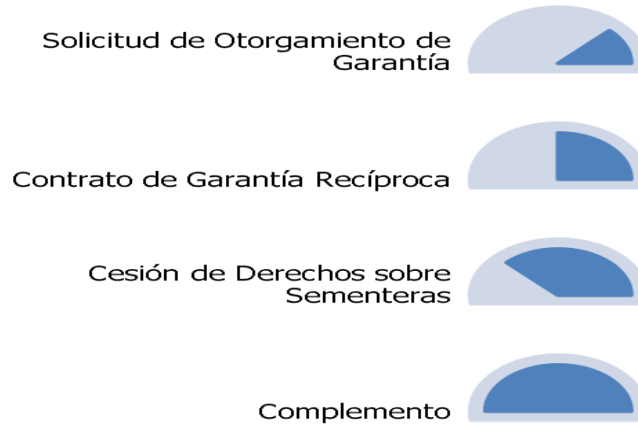 Solicitud de Otorgamiento de
Garantía
Contrato de Garantía Recíproca
Cesión de Derechos sobre
Sementeras
Complemento